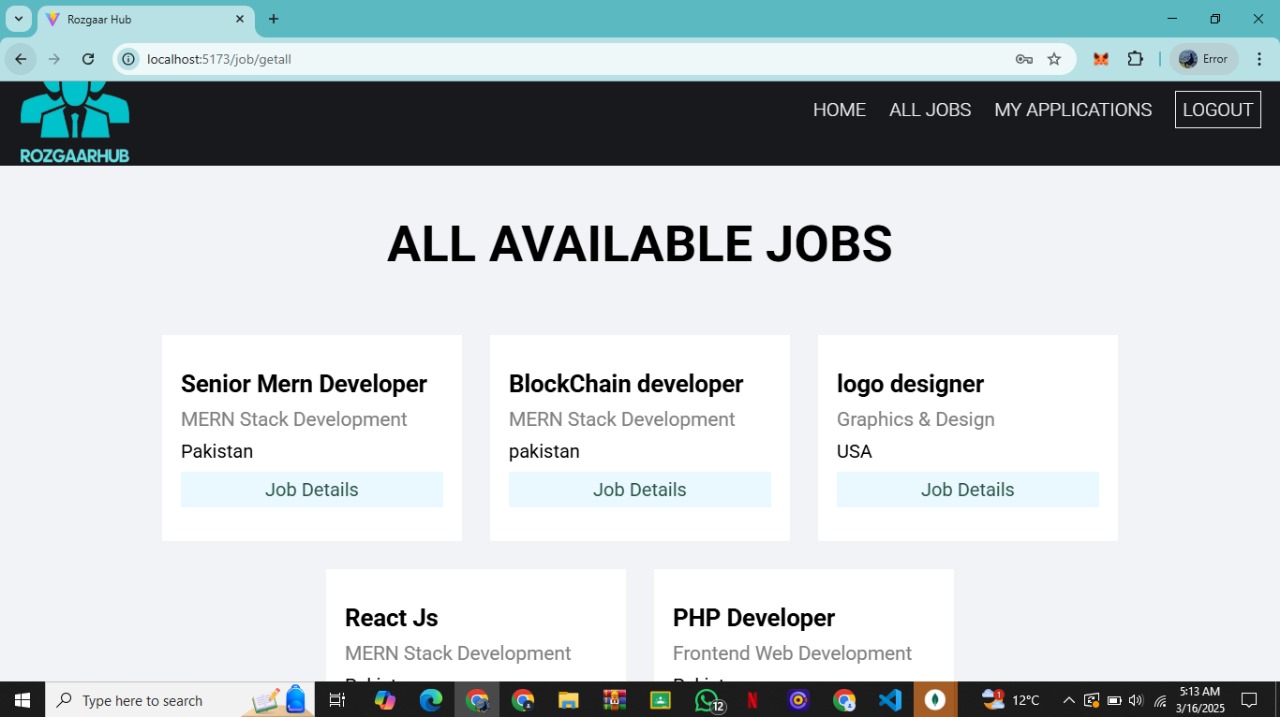 Rozgaar Hub
localhost:5173/job/getall
Error
ROZGAARHUB
HOME ALL JOBS MY APPLICATIONS LOGOUT
ALL AVAILABLE JOBS
Senior Mern Developer
MERN Stack Development
Pakistan
Job Details
BlockChain developer
MERN Stack Development
pakistan
Job Details
logo designer
Graphics & Design
USA
Job Details
React Js
MERN Stack Development
PHP Developer
Frontend Web Development
Type here to search
12
1
12°C
5:13 AM
3/16/2025